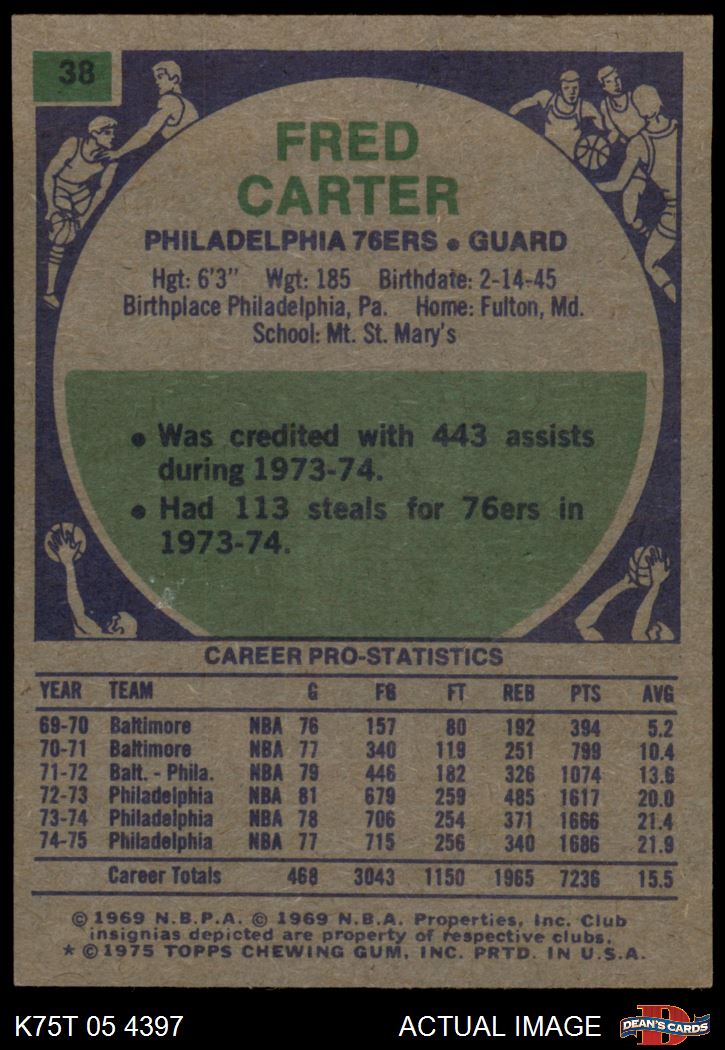 38
FRED
CARTER
PHILADELPHIA 76ERS • GUARD
Hgt: 6'3" Wgt: 185 Birthdate: 2-14-45
Birthplace Philadelphia, Pa. Home: Fulton, Md.
School: Mt. St. Mary's
• Was credited with 443 assists
during 1973-74.
• Had 113 steals for 76ers in
1973-74.
CAREER PRO-STATISTICS
YEAR TEAM G FG FT REB PTS AVG
69-70 Baltimore NBA 76 157 80 192 394 5.2
70-71 Baltimore NBA 77 340 119 251 799 10.4
71-72 Balt. - Phila. NBA 79 446 182 326 1074 13.6
72-73 Philadelphia NBA 81 679 259 485 1617 20.0
73-74 Philadelphia NBA 78 706 254 371 1666 21.4
74-75 Philadelphia NBA 77 715 256 340 1686 21.9
Career Totals 468 3043 1150 1965 7236 15.5
© 1969 N.B.P.A. © 1969 N.B.A. Properties, Inc. Club
insignias depicted are property of respective clubs.
* © 1975 TOPPS CHEWING GUM, INC. PRTD. IN U.S.A.
K75T 05 4397 ACTUAL IMAGE D DEAN'S CARDS